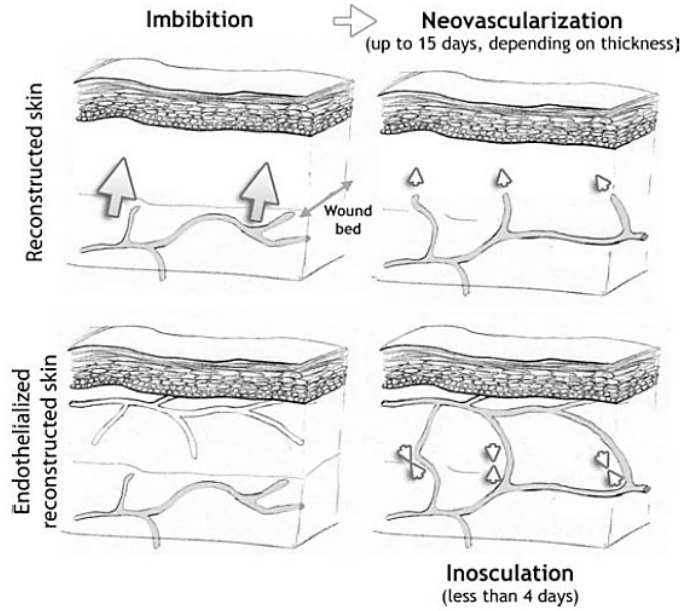 Imbibition
Neovascularization
(up to 15 days, depending on thickness)
Reconstructed skin
Wound
bed
Endothelialized
reconstructed skin
Inosculation
(less than 4 days)